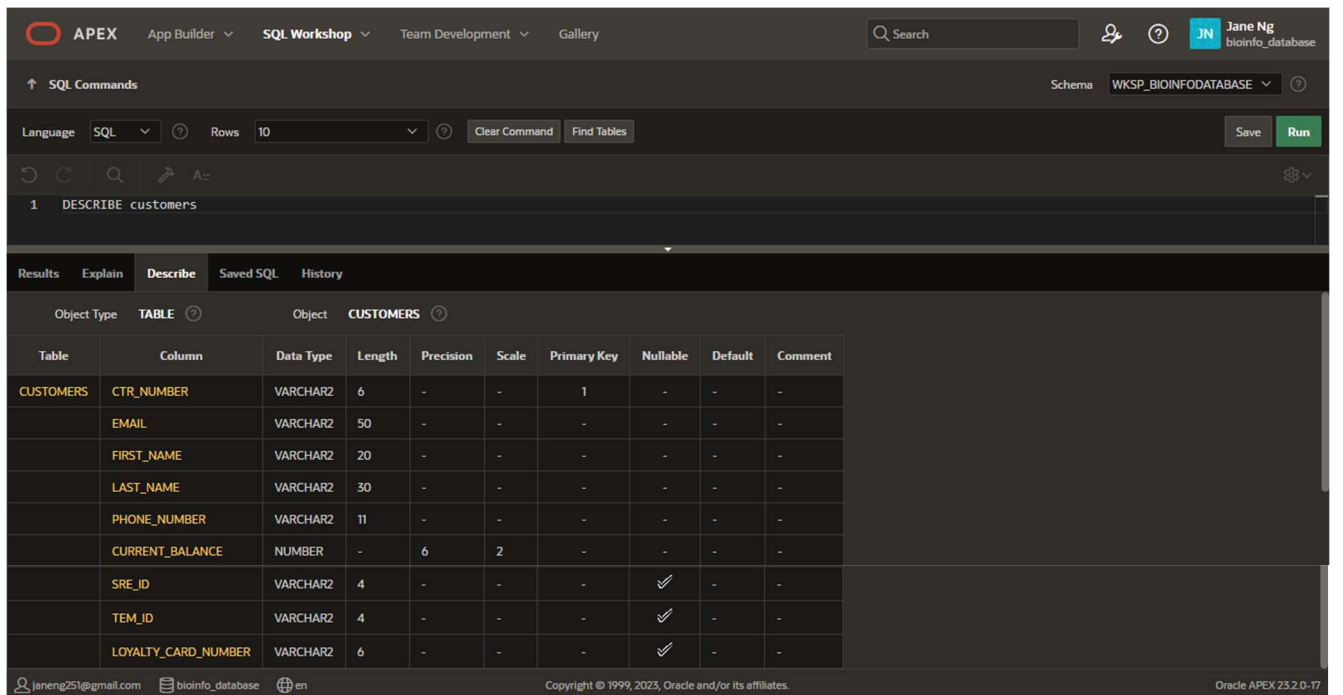 APEX App Builder SQL Workshop Team Development Gallery Search JN Jane Ng
bioinfo_database
SQL Commands Schema WKSP_BIOINFODATABASE
Language SQL Rows 10 Clear Command Find Tables Save Run
A::
1 DESCRIBE customers
Results Explain Describe Saved SQL History
Object Type TABLE Object CUSTOMERS
Table Column Data Type Length Precision Scale Primary Key Nullable Default Comment
CUSTOMERS CTR_NUMBER VARCHAR2 6 - - 1 - - -
EMAIL VARCHAR2 50 - - - - - -
FIRST_NAME VARCHAR2 20 - - - - - -
LAST_NAME VARCHAR2 30 - - - - - -
PHONE_NUMBER VARCHAR2 11 - - - - - -
CURRENT_BALANCE NUMBER - 6 2 - - - -
SRE_ID VARCHAR2 4 - - - ✓ - -
TEM_ID VARCHAR2 4 - - - ✓ - -
LOYALTY_CARD_NUMBER VARCHAR2 6 - - - ✓ - -
janeng251@gmail.com bioinfo_database en Copyright © 1999, 2023, Oracle and/or its affiliates. Oracle APEX 23.2.0-17